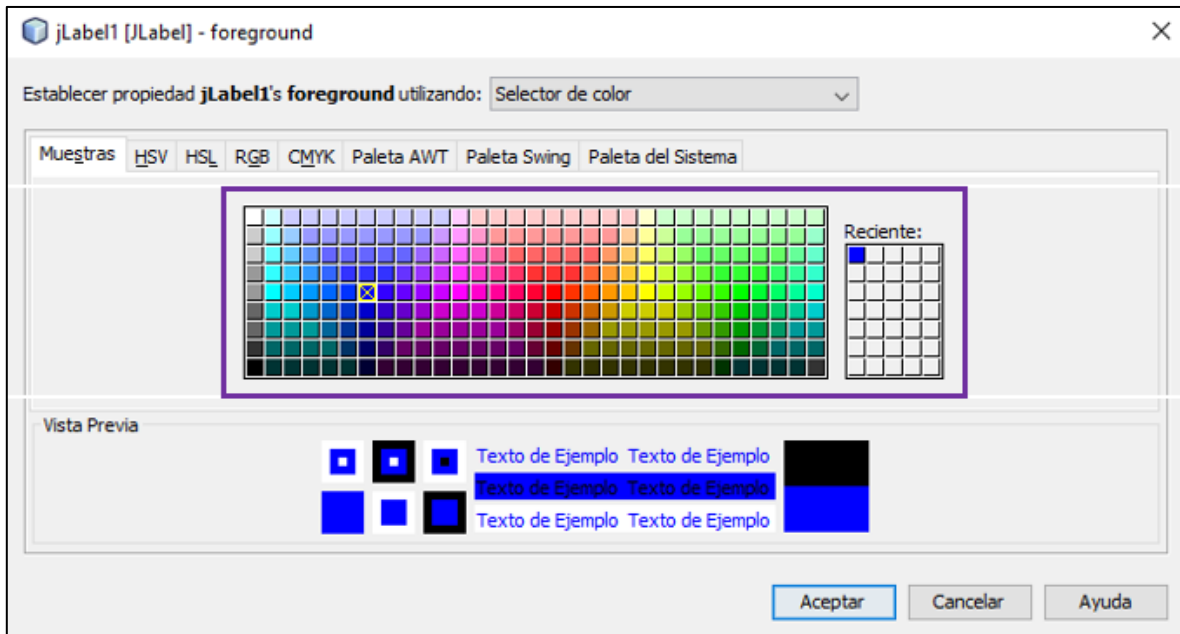 jLabel1 [JLabel] - foreground
Establecer propiedad jLabel1's foreground utilizando: Selector de color
Muestras HSV HSL RGB CMYK Paleta AWT Paleta Swing Paleta del Sistema
Reciente:
Vista Previa
Texto de Ejemplo Texto de Ejemplo
Texto de Ejemplo Texto de Ejemplo
Texto de Ejemplo Texto de Ejemplo
Aceptar Cancelar Ayuda